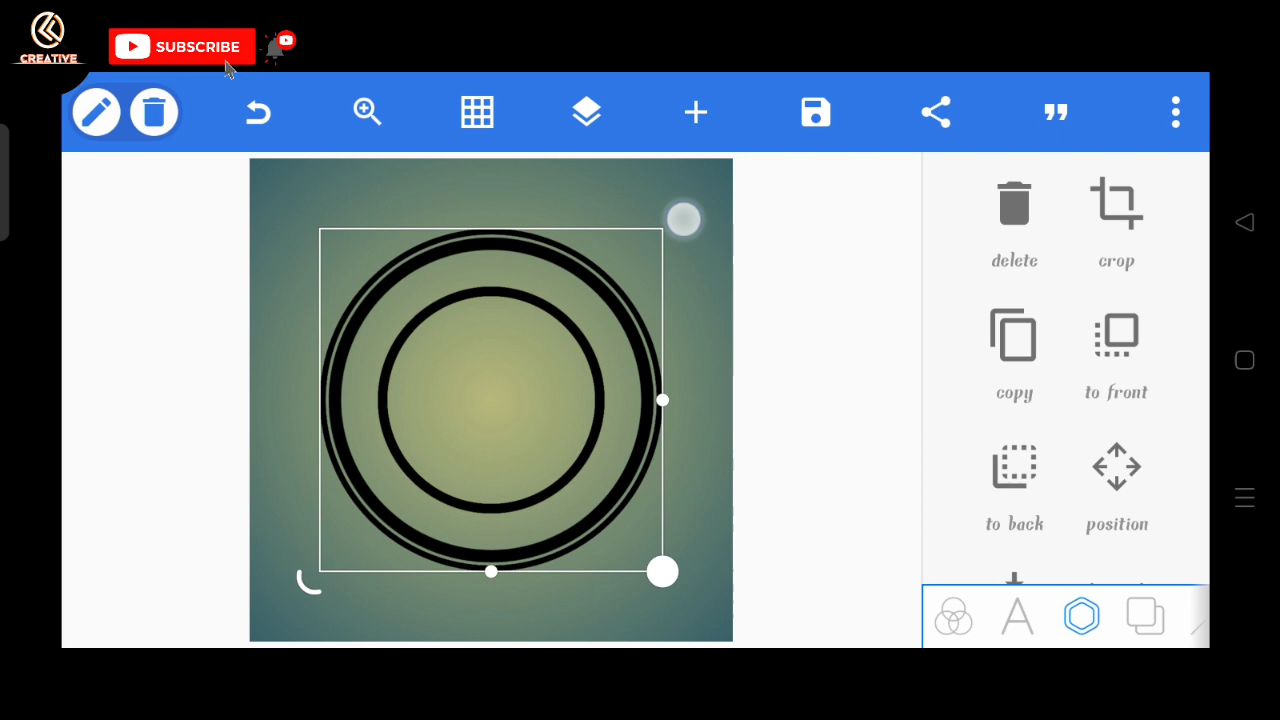 CREATIVE
SUBSCRIBE
delete
crop
copy
to front
to back
position